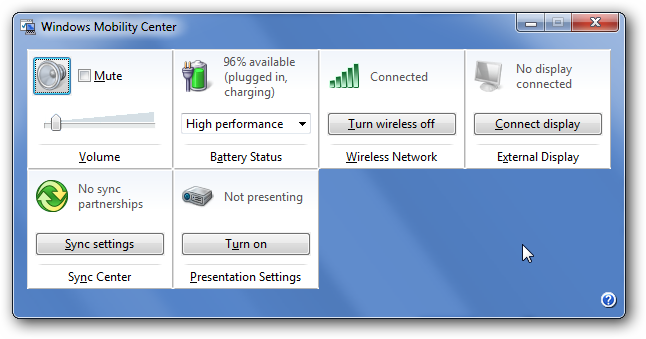 Windows Mobility Center
Mute
Volume
96% available
(plugged in,
charging)
High performance
Battery Status
Connected
Turn wireless off
Wireless Network
No display
connected
Connect display
External Display
No sync
partnerships
Sync settings
Sync Center
Not presenting
Turn on
Presentation Settings